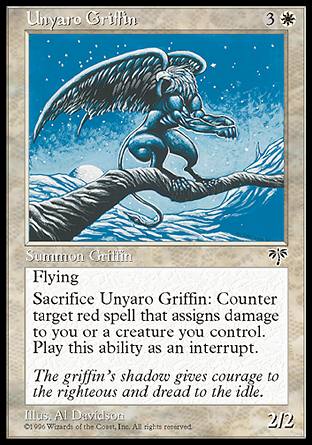 Unyaro Griffin 3
Summon Griffin
Flying
Sacrifice Unyaro Griffin: Counter
target red spell that assigns damage
to you or a creature you control.
Play this ability as an interrupt.
The griffin's shadow gives courage to
the righteous and dread to the idle.
Illus. Al Davidson
©1996 Wizards of the Coast, Inc. All rights reserved.
2/2